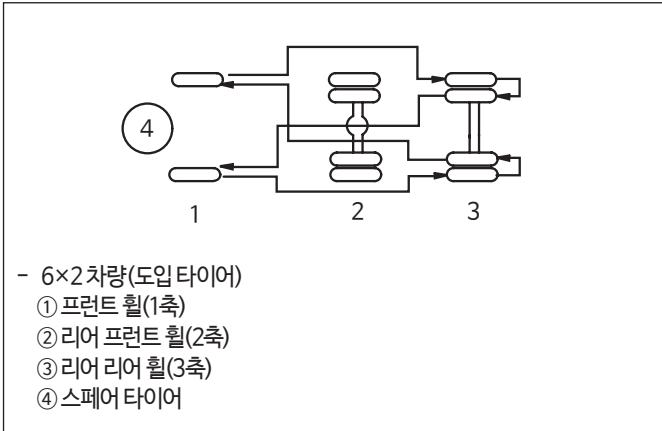 4
1 2 3
- 6×2 차량(도입 타이어)
① 프런트 휠(1축)
② 리어 프런트 휠(2축)
③ 리어 리어 휠(3축)
④ 스페어 타이어